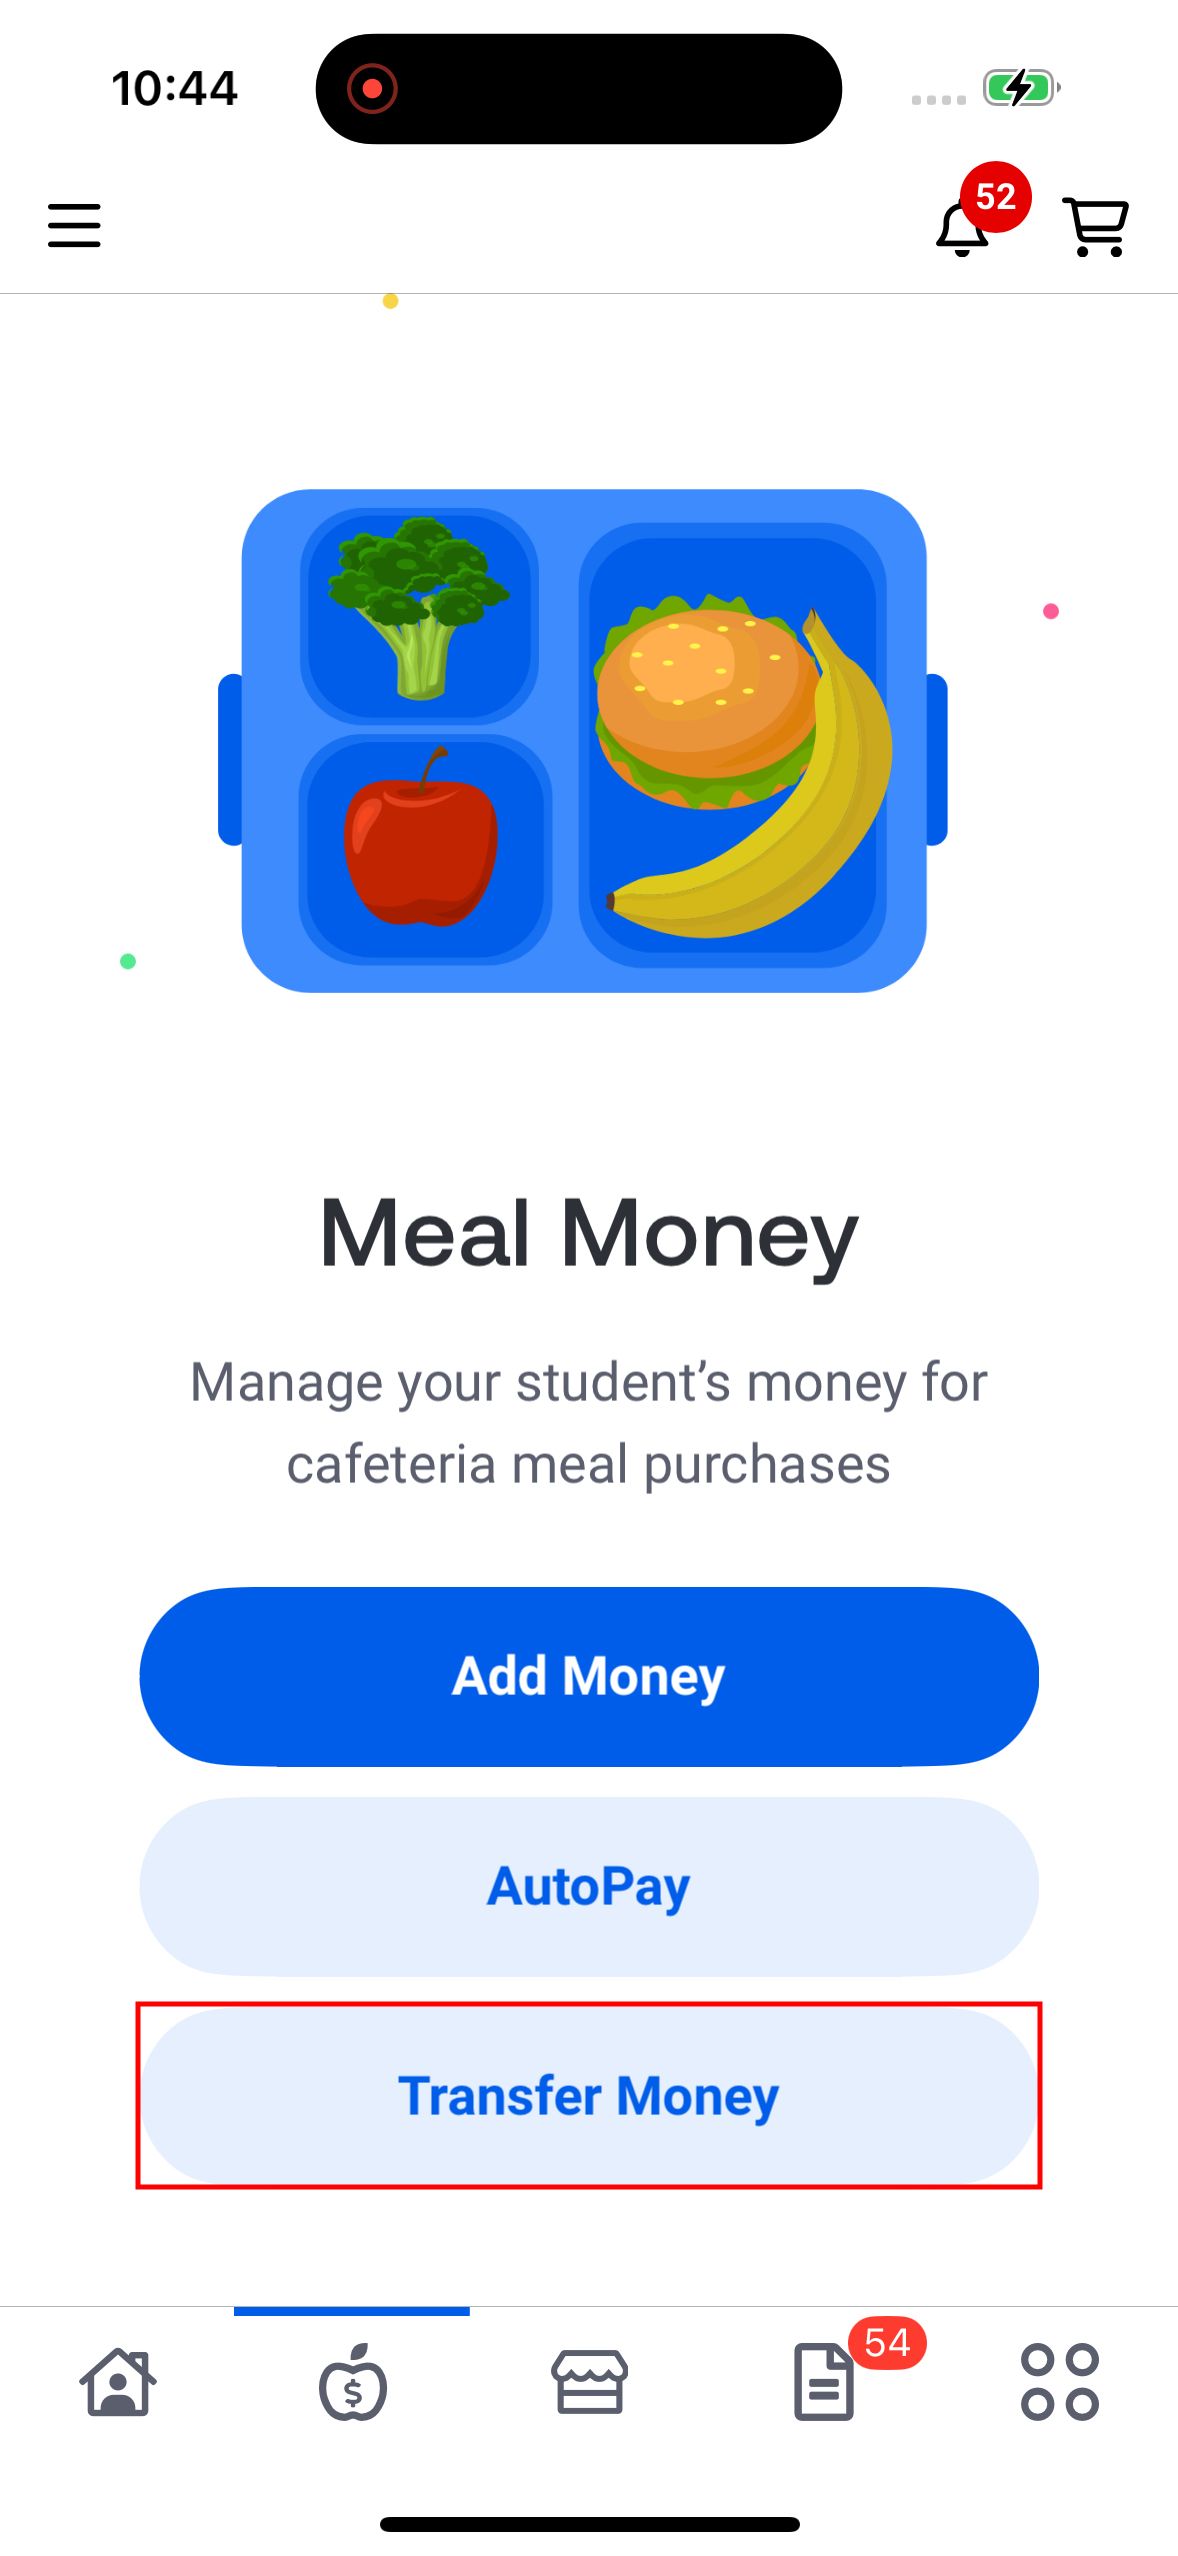 10:44
52
Meal Money
Manage your student’s money for
cafeteria meal purchases
Add Money
AutoPay
Transfer Money
$
54